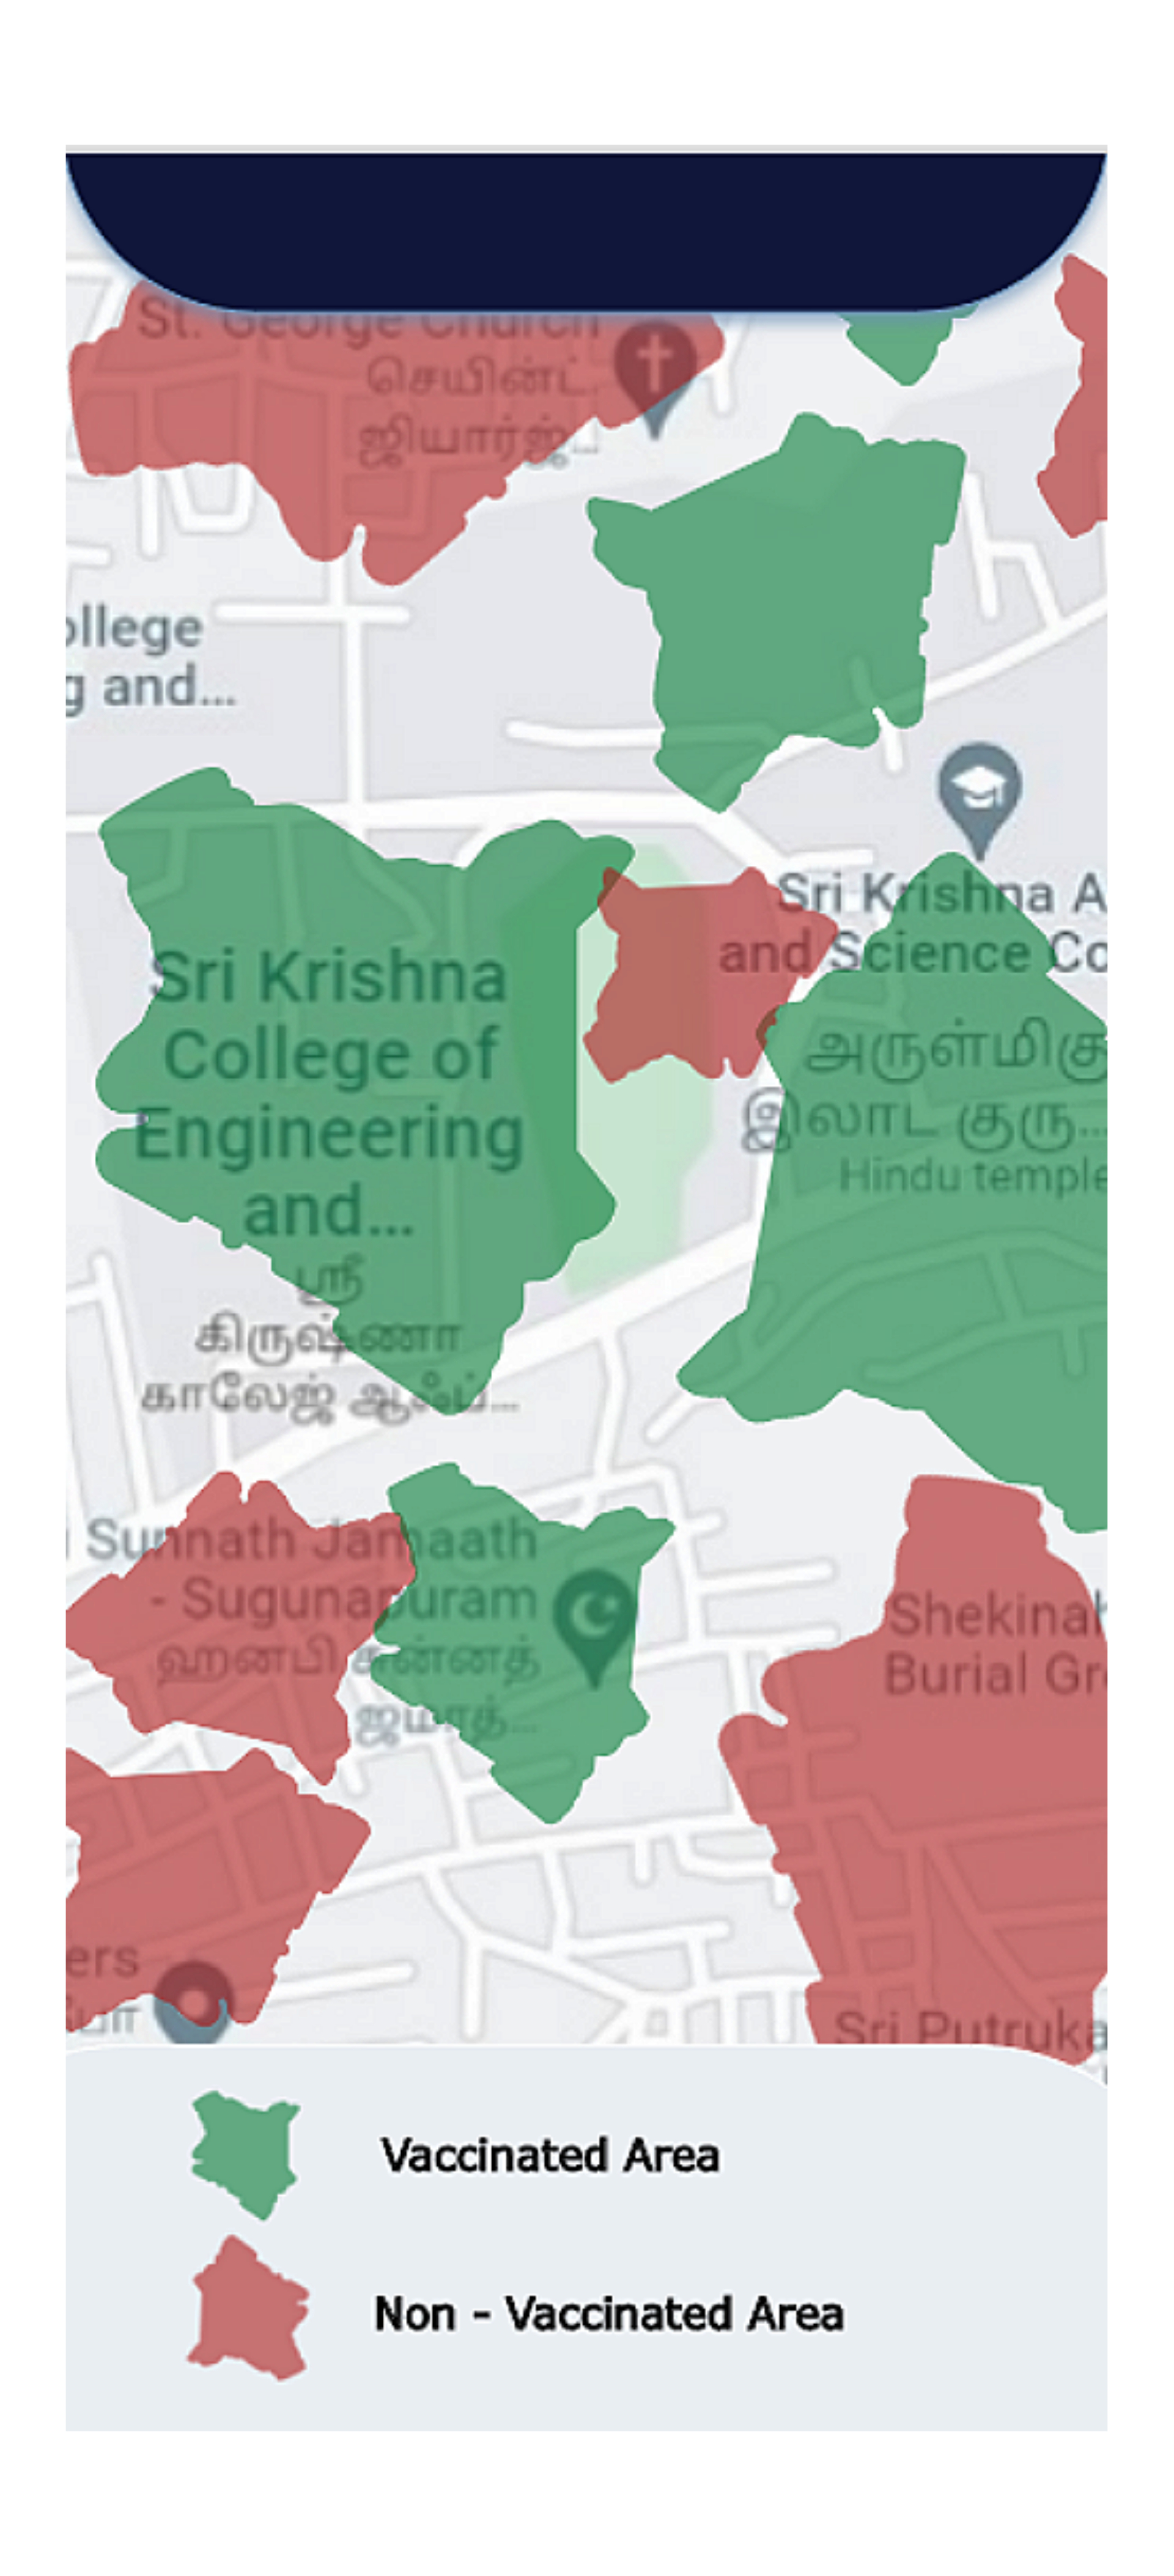 St. George Church
செயின்ட்
ஜியார்ஜ்...
ollege
g and...
Sri Krishna A
and Science Co
Sri Krishna
College of
Engineering
and...
ஸ்ரீ
கிருஷ்ணா
காலேஜ் ஆஃப்...
அருள்மிகு
இலாட குரு...
Hindu temple
Sunnath Jamaath
- Sugunapuram
ஹனபி சுன்னத்
ஜமாத்...
Shekinah
Burial Gr
ers
Sri Putruka
Vaccinated Area
Non - Vaccinated Area